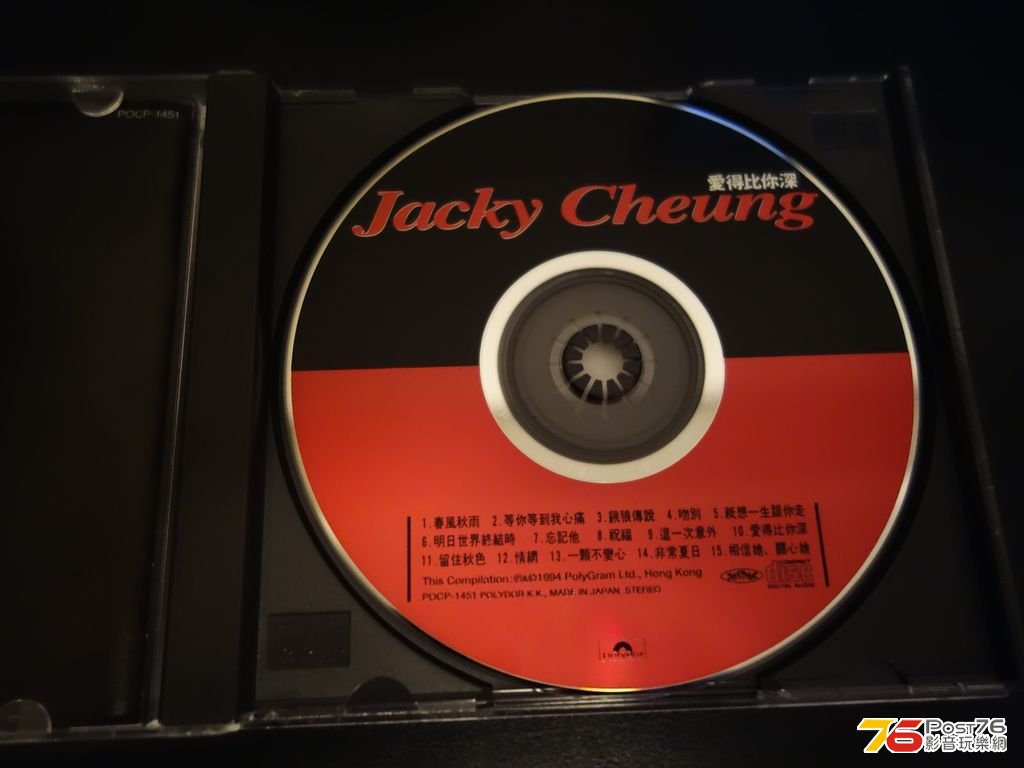 POCP-1451
愛得比你深
Jacky Cheung
1.春風秋雨 2.等你等到我心痛 3.餓狼傳說 4.吻別 5.祇想一生跟你走
6.明日世界終結時 7.忘記他 8.祝福 9.這一次意外 10.愛得比你深
11.留住秋色 12.情網 13.一顆不變心 14.非常夏日 15.相信她、關心她
This Compilation:℗&©1994 PolyGram Ltd., Hong Kong
POCP-1451 POLYDOR K.K., MADE IN JAPAN. STEREO
COMPACT
disc
DIGITAL AUDIO
76 POST76
影音玩樂網